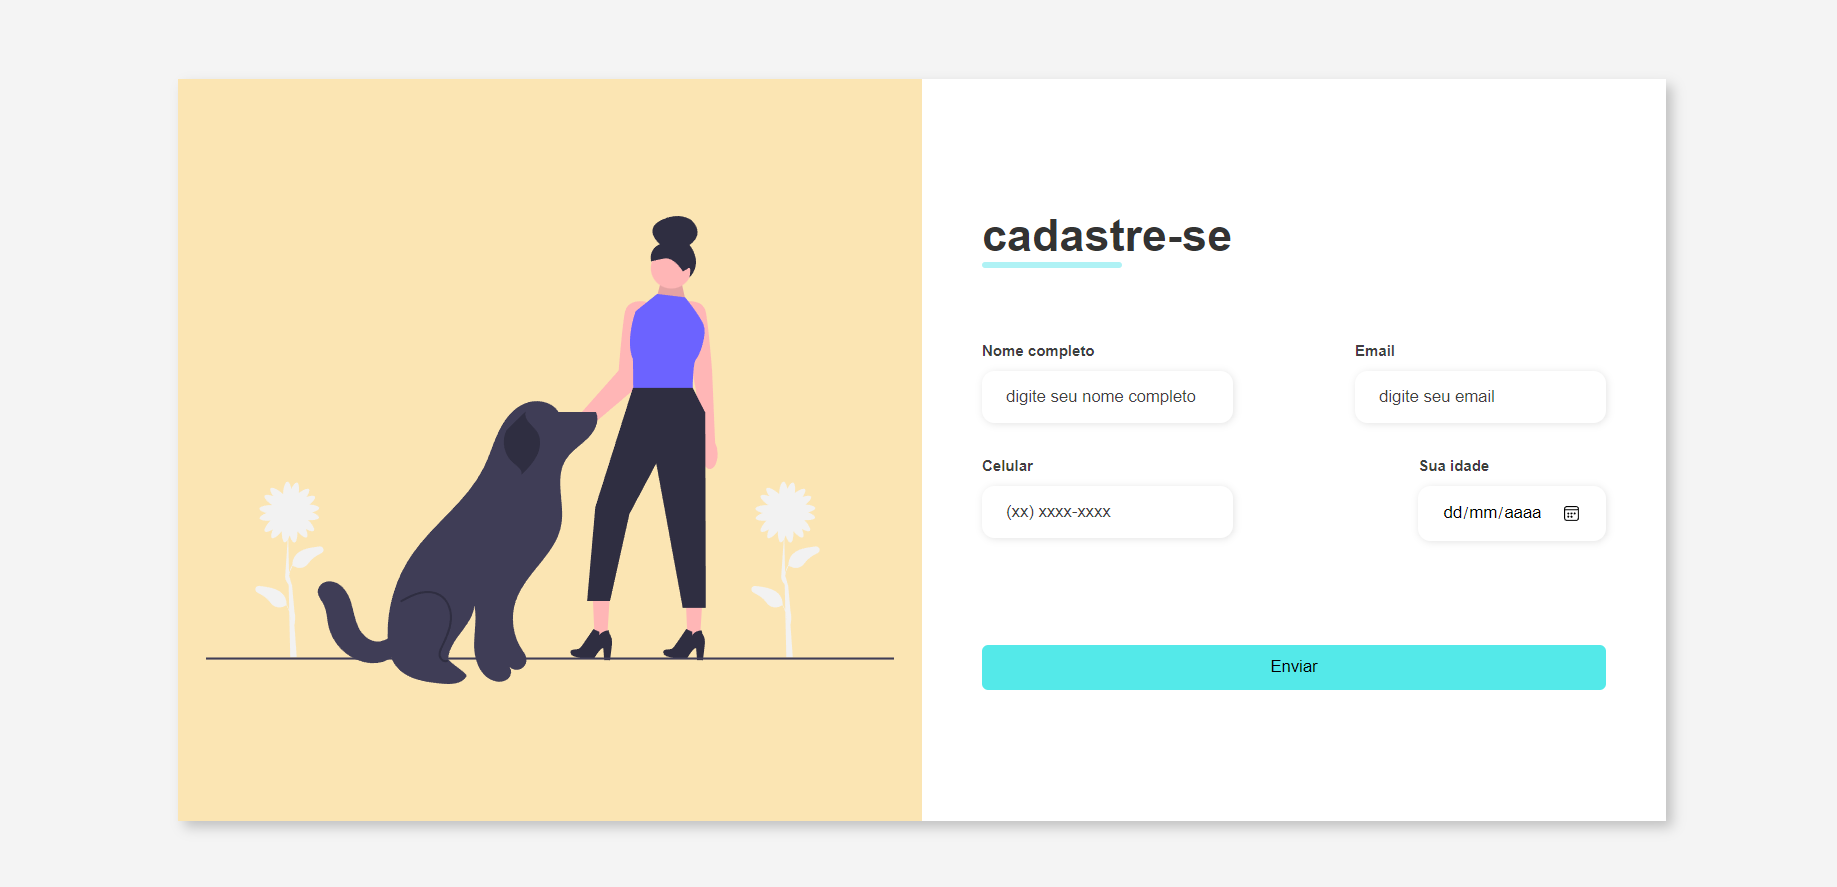 cadastre-se
Nome completo
Email
digite seu nome completo
digite seu email
Celular
Sua idade
(xx) xxxx-xxxx
dd/mm/aaaa
Enviar